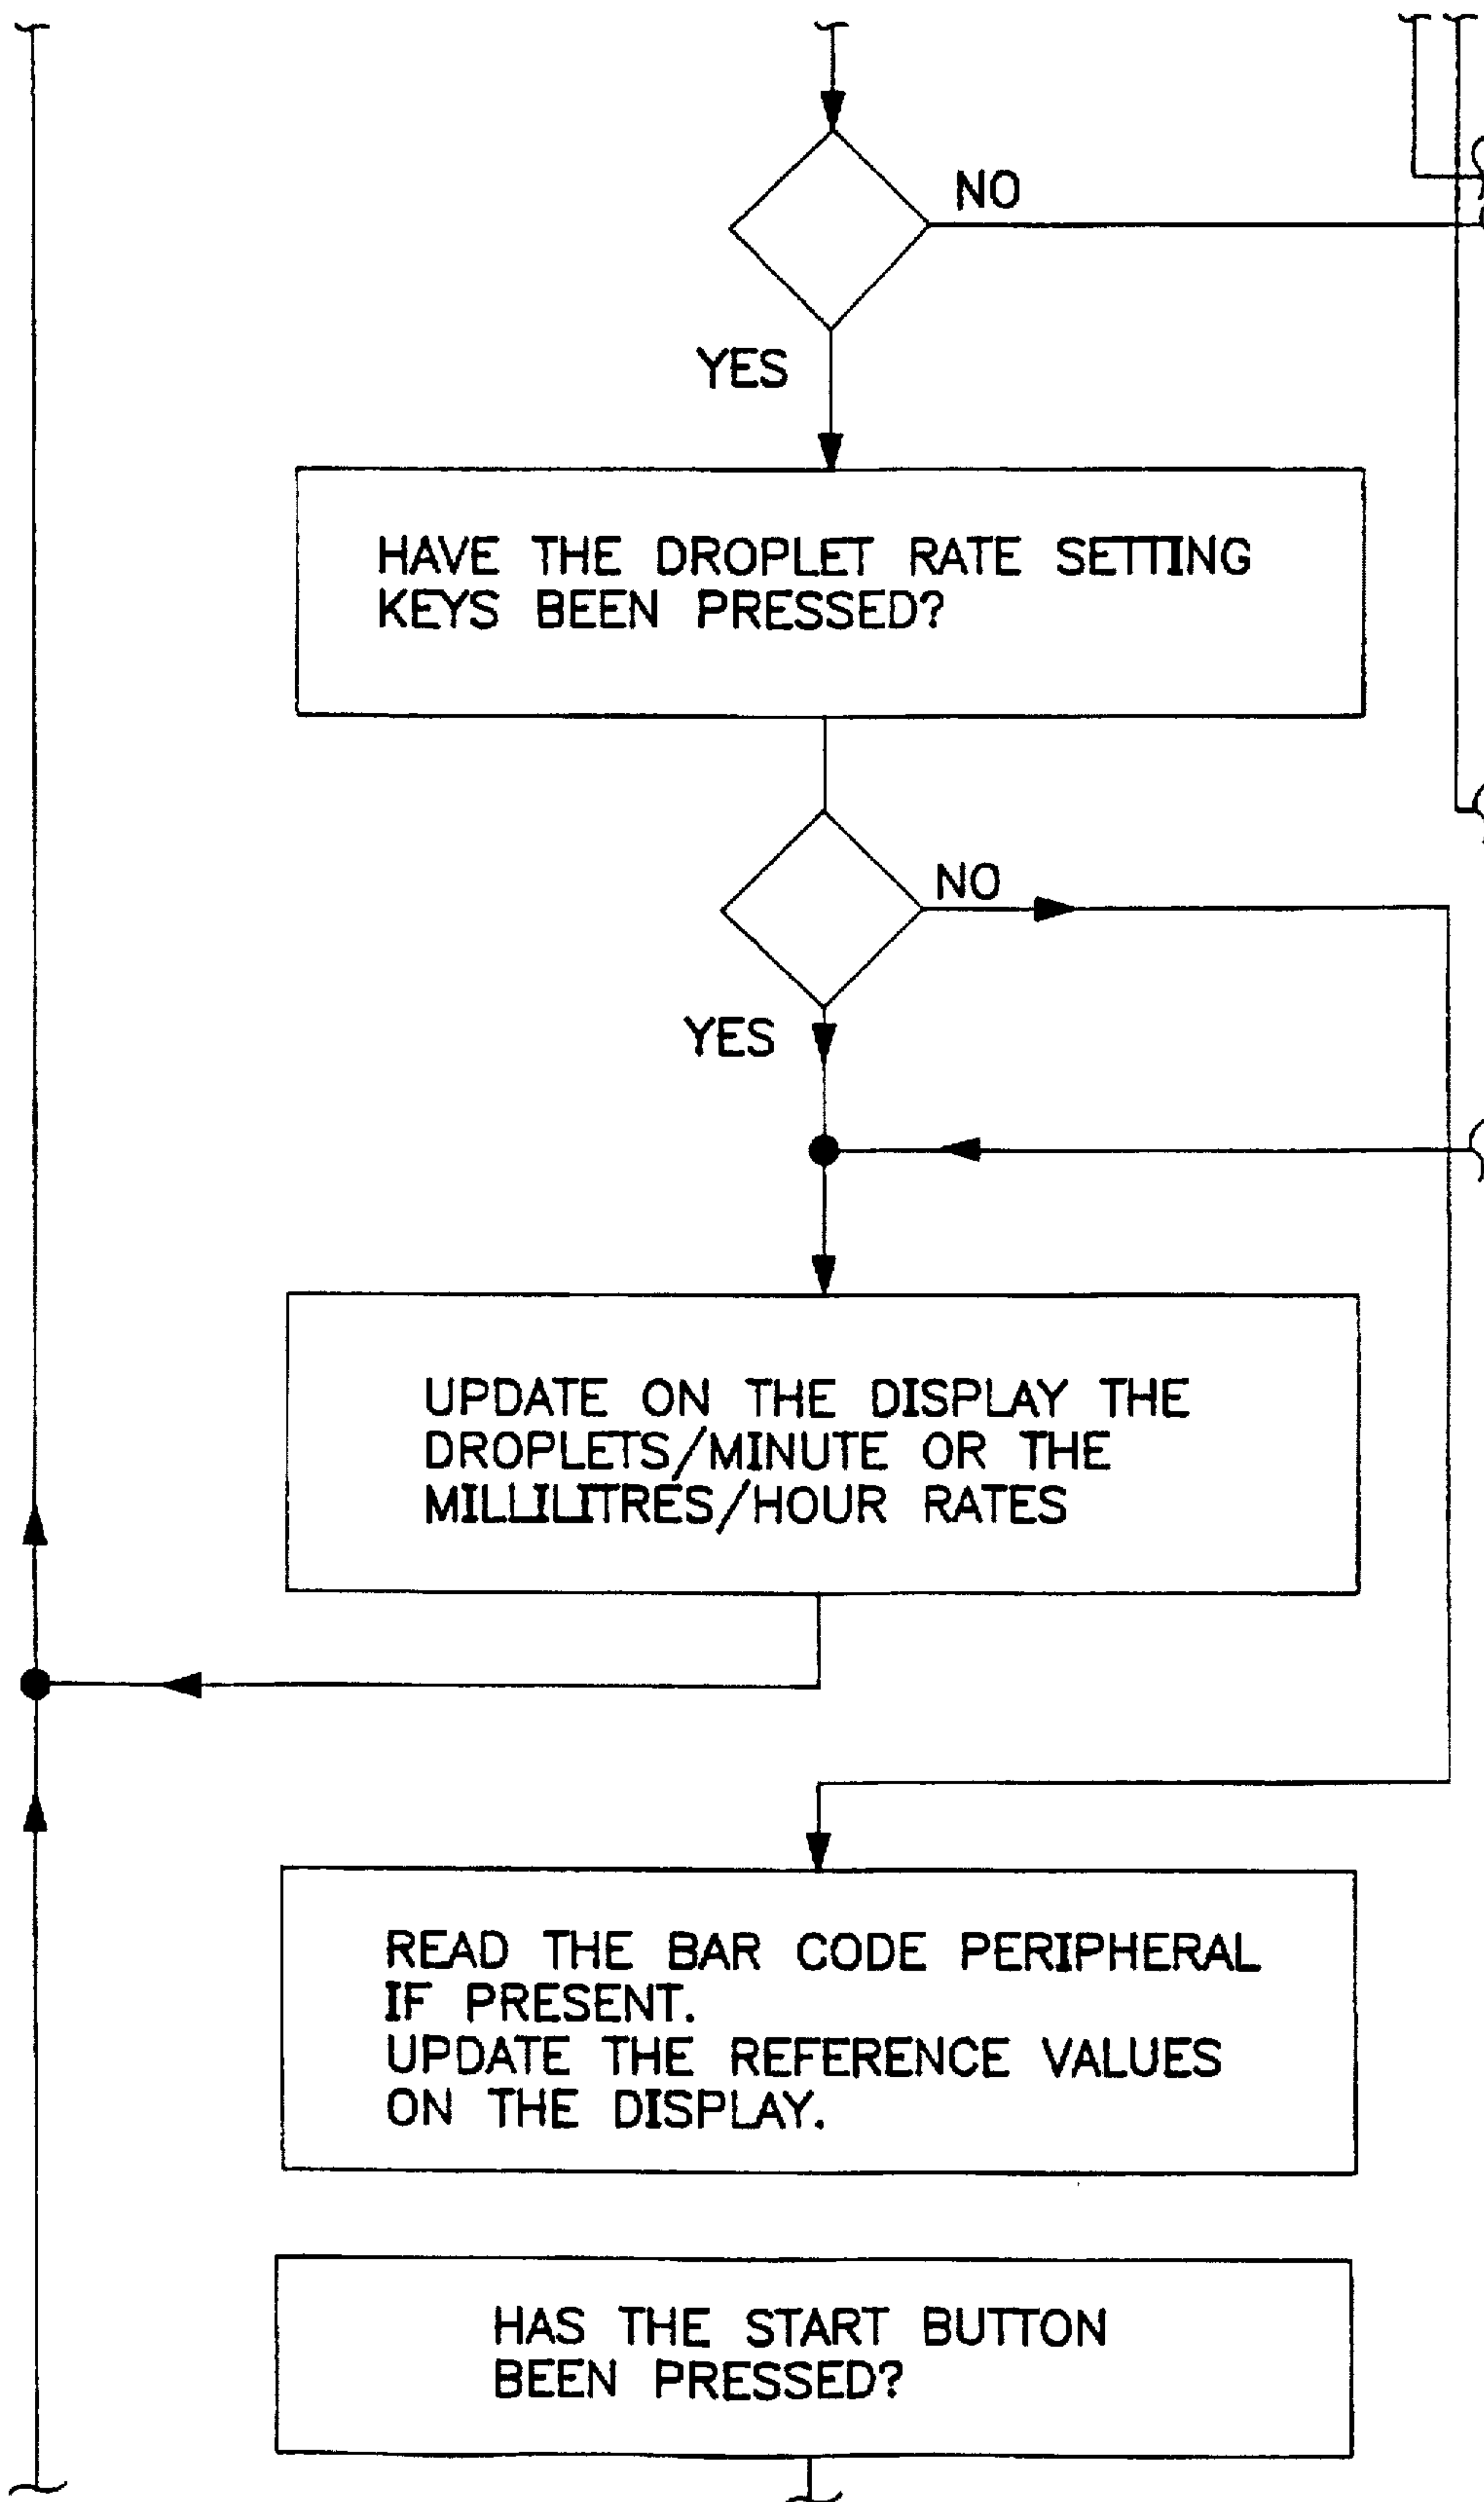 NO
YES
HAVE THE DROPLET RATE SETTING
KEYS BEEN PRESSED?
NO
YES
UPDATE ON THE DISPLAY THE
DROPLETS/MINUTE OR THE
MILLILITRES/HOUR RATES
READ THE BAR CODE PERIPHERAL
IF PRESENT.
UPDATE THE REFERENCE VALUES
ON THE DISPLAY.
HAS THE START BUTTON
BEEN PRESSED?